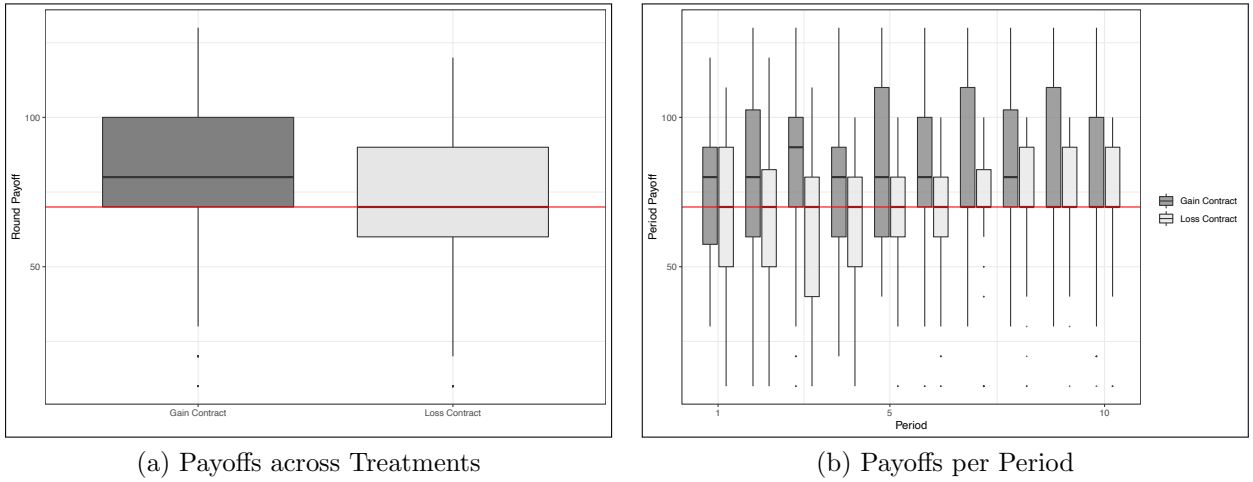 Round Payoff
100
50
Gain Contract
Loss Contract
(a) Payoffs across Treatments
Period Payoff
100
50
1
5
10
Period
Gain Contract
Loss Contract
(b) Payoffs per Period